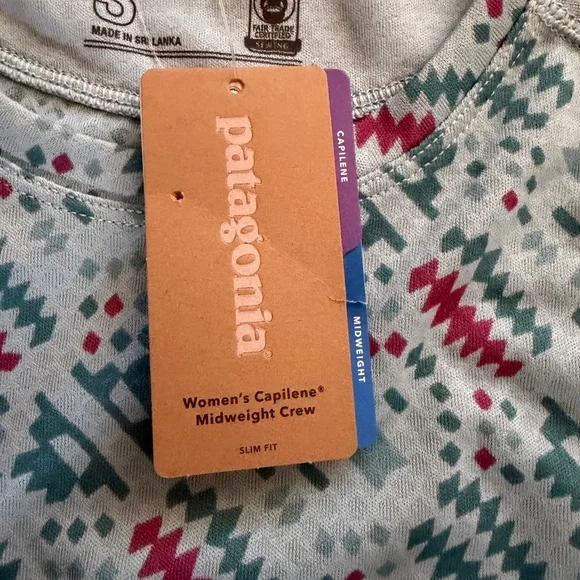 S
MADE IN SRI LANKA
FAIR TRADE
CERTIFIED
SEWING
patagonia®
CAPILENE
MIDWEIGHT
Women's Capilene®
Midweight Crew
SLIM FIT